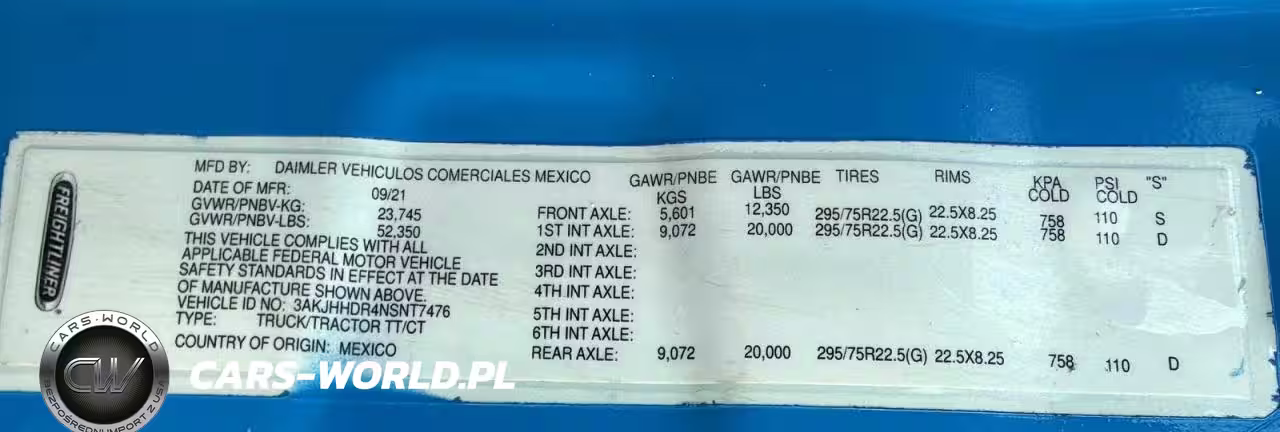 FREIGHTLINER
MFD BY: DAIMLER VEHICULOS COMERCIALES MEXICO
DATE OF MFR: 09/21
GVWR/PNBV-KG: 23,745
GVWR/PNBV-LBS: 52,350
THIS VEHICLE COMPLIES WITH ALL
APPLICABLE FEDERAL MOTOR VEHICLE
SAFETY STANDARDS IN EFFECT AT THE DATE
OF MANUFACTURE SHOWN ABOVE.
VEHICLE ID NO: 3AKJHHDR4NSNT7476
TYPE: TRUCK/TRACTOR TT/CT
COUNTRY OF ORIGIN: MEXICO
GAWR/PNBE KGS GAWR/PNBE LBS TIRES RIMS KPA COLD PSI COLD "S"
FRONT AXLE: 5,601 12,350 295/75R22.5(G) 22.5X8.25 758 110 S
1ST INT AXLE: 9,072 20,000 295/75R22.5(G) 22.5X8.25 758 110 D
2ND INT AXLE:
3RD INT AXLE:
4TH INT AXLE:
5TH INT AXLE:
6TH INT AXLE:
REAR AXLE: 9,072 20,000 295/75R22.5(G) 22.5X8.25 758 110 D
CARS-WORLD
CW
BEZPOŚREDNI IMPORT Z USA
CARS-WORLD.PL